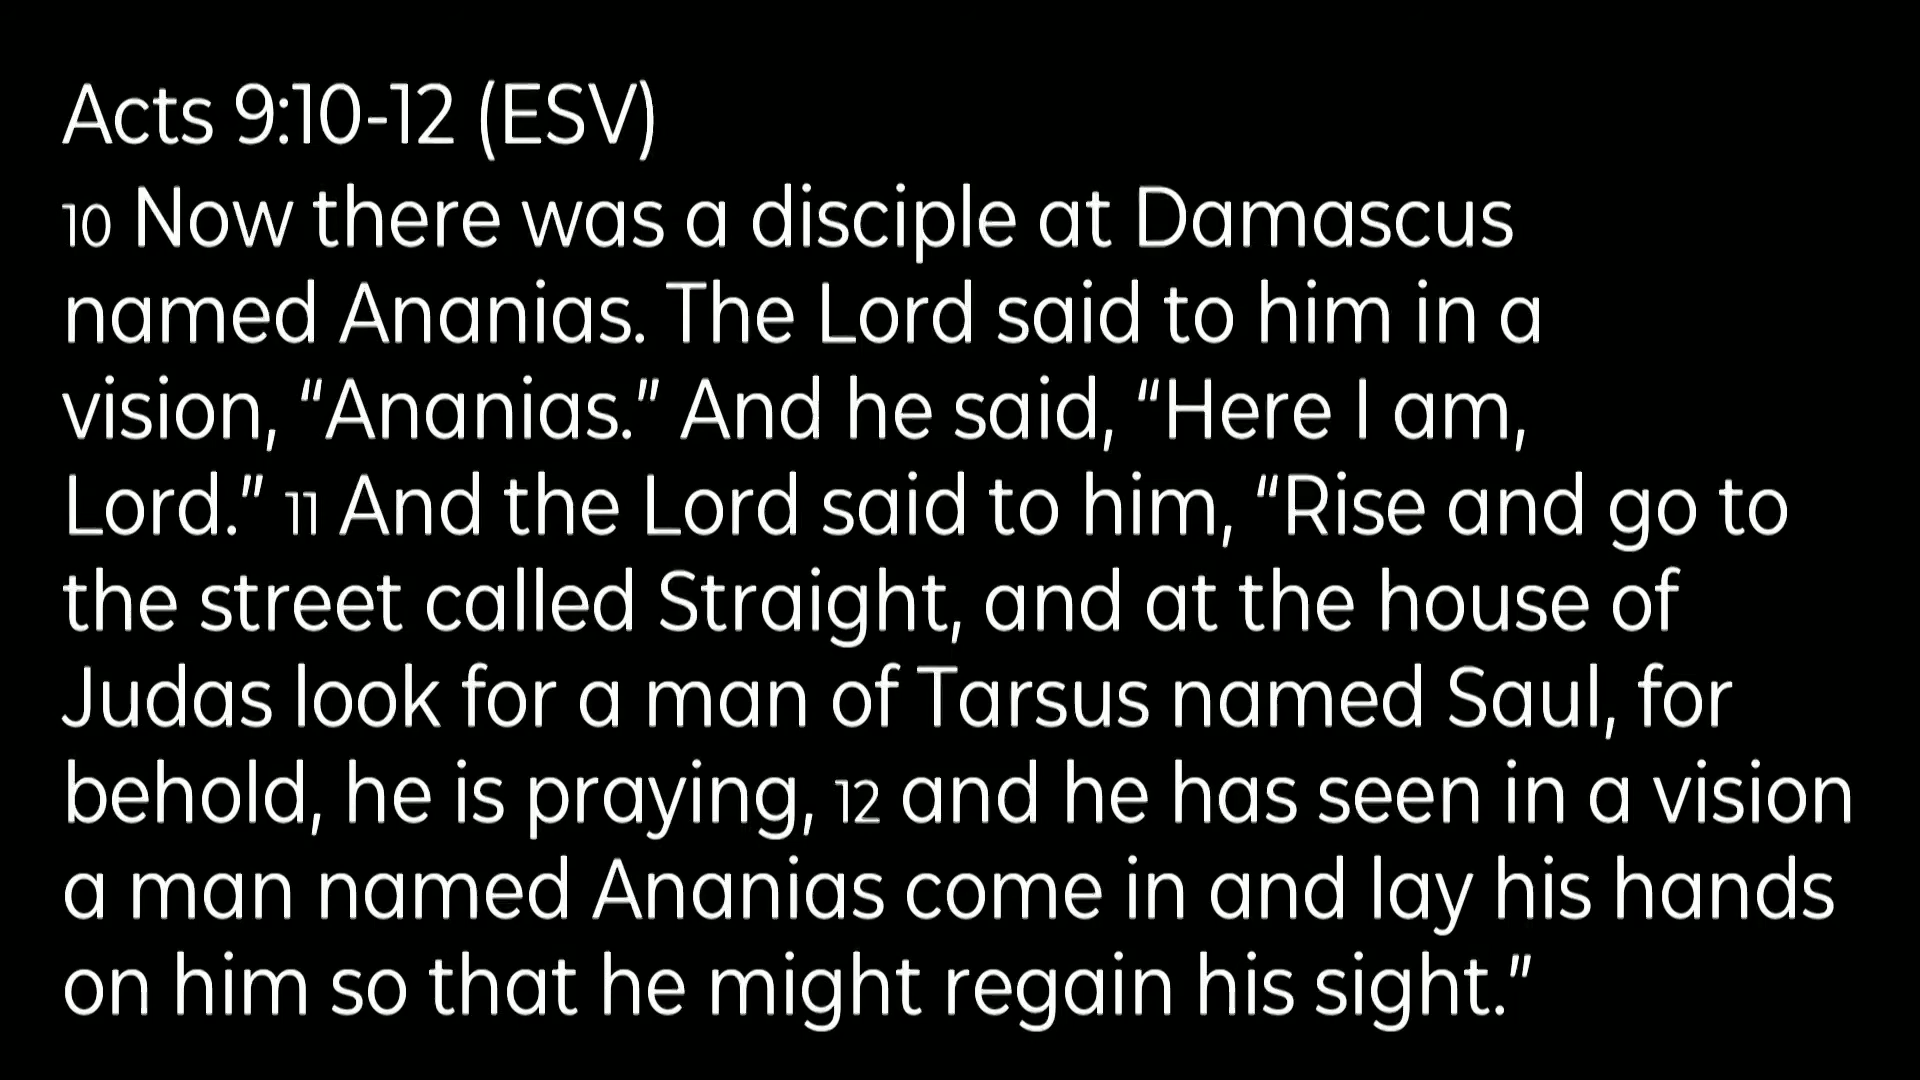 Acts 9:10-12 (ESV)
10 Now there was a disciple at Damascus
named Ananias. The Lord said to him in a
vision, “Ananias.” And he said, “Here I am,
Lord.” 11 And the Lord said to him, “Rise and go to
the street called Straight, and at the house of
Judas look for a man of Tarsus named Saul, for
behold, he is praying, 12 and he has seen in a vision
a man named Ananias come in and lay his hands
on him so that he might regain his sight.”